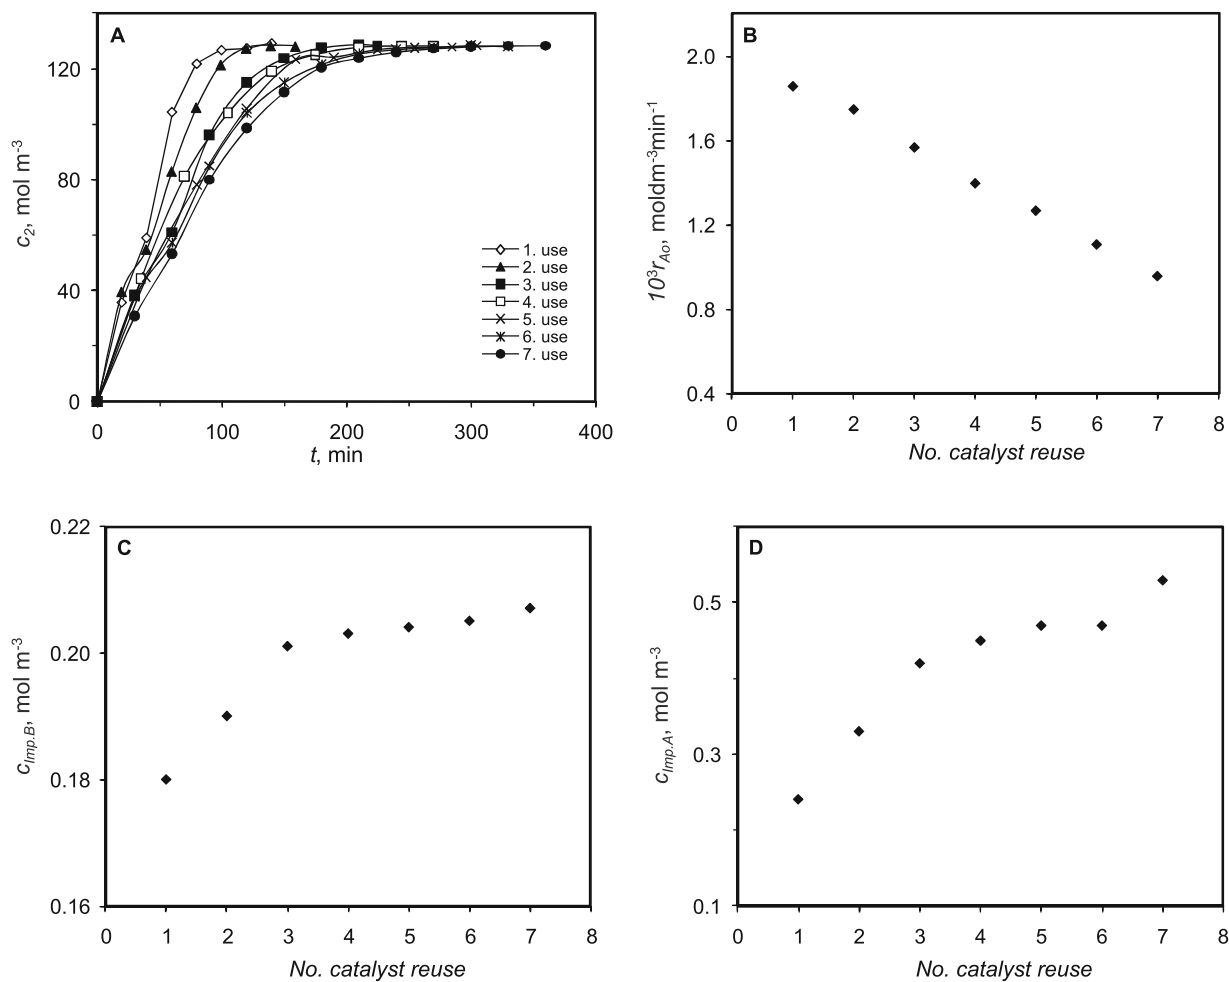 A
120
80
40
0
0 100 200 300 400
t, min
c2, mol m-3
1. use
2. use
3. use
4. use
5. use
6. use
7. use
B
2.0
1.6
1.2
0.8
0.4
0 1 2 3 4 5 6 7 8
No. catalyst reuse
10³rAo, moldm-3min-1
C
0.22
0.20
0.18
0.16
0 1 2 3 4 5 6 7 8
No. catalyst reuse
cImp.B, mol m-3
D
0.5
0.3
0.1
0 1 2 3 4 5 6 7 8
No. catalyst reuse
cImp.A, mol m-3